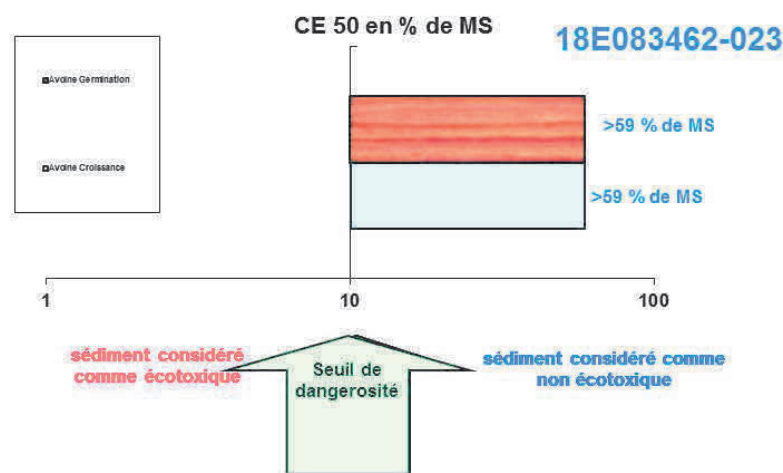 CE 50 en % de MS
18E083462-023
Avoine Germination
Avoine Croissance
>59 % de MS
>59 % de MS
1
10
100
sédiment considéré
comme écotoxique
Seuil de
dangerosité
sédiment considéré comme
non écotoxique